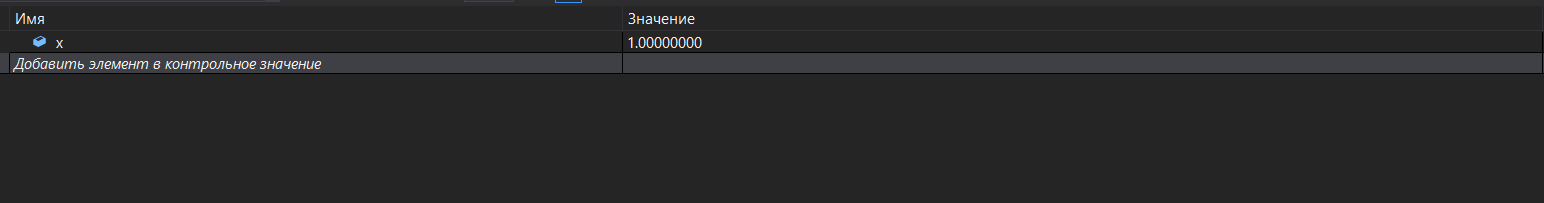 Имя Значение
x 1.00000000
Добавить элемент в контрольное значение